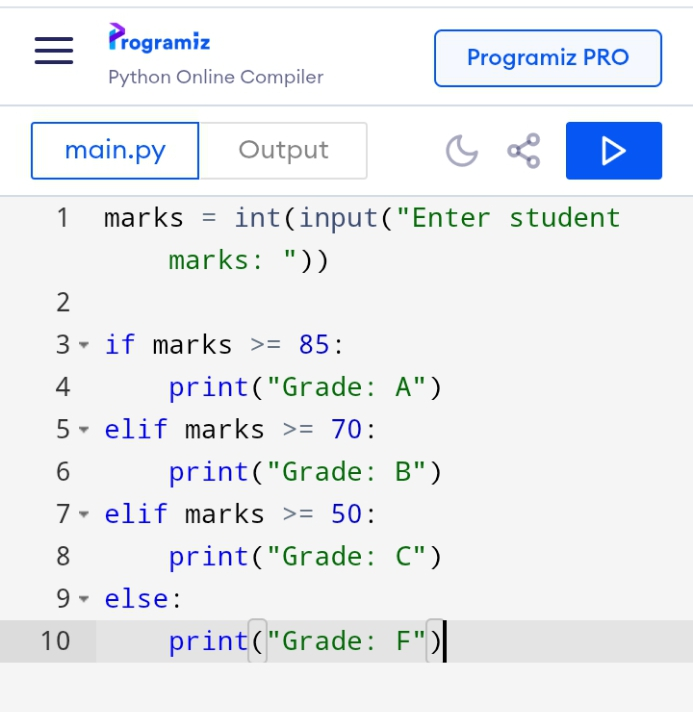 Programiz
Python Online Compiler
Programiz PRO
main.py
Output
1 marks = int(input("Enter student
marks: "))
2
3 if marks >= 85:
4     print("Grade: A")
5 elif marks >= 70:
6     print("Grade: B")
7 elif marks >= 50:
8     print("Grade: C")
9 else:
10     print("Grade: F")